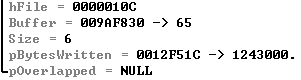 hFile = 0000010C
Buffer = 009AF830 -> 65
Size = 6
pBytesWritten = 0012F51C -> 1243000.
pOverlapped = NULL